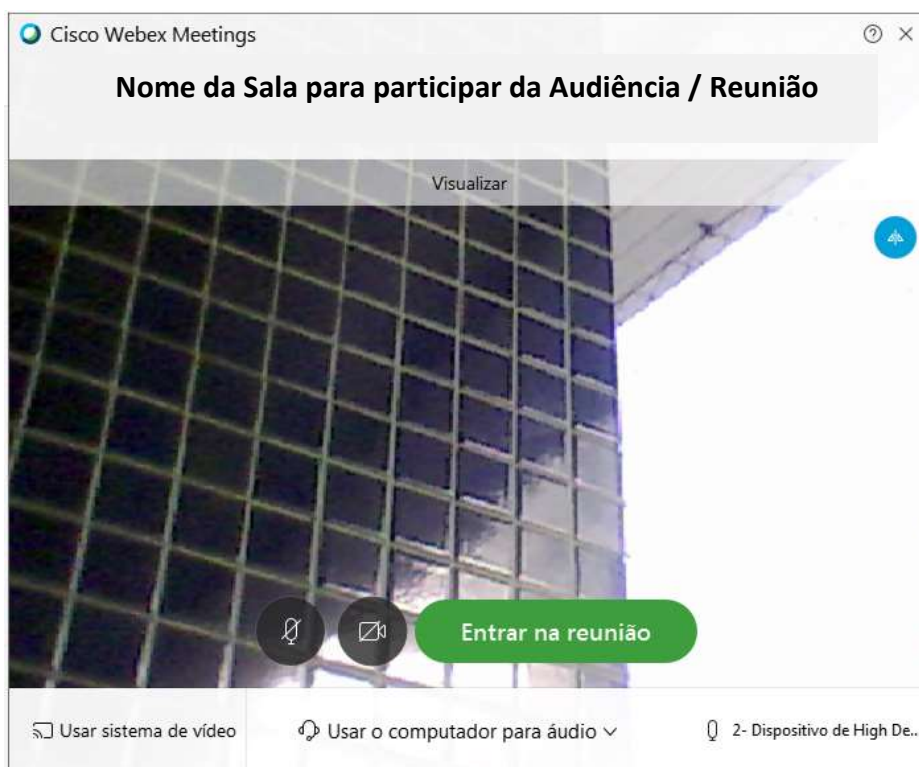 Cisco Webex Meetings
Nome da Sala para participar da Audiência / Reunião
Visualizar
Entrar na reunião
Usar sistema de vídeo
Usar o computador para áudio
2- Dispositivo de High De...